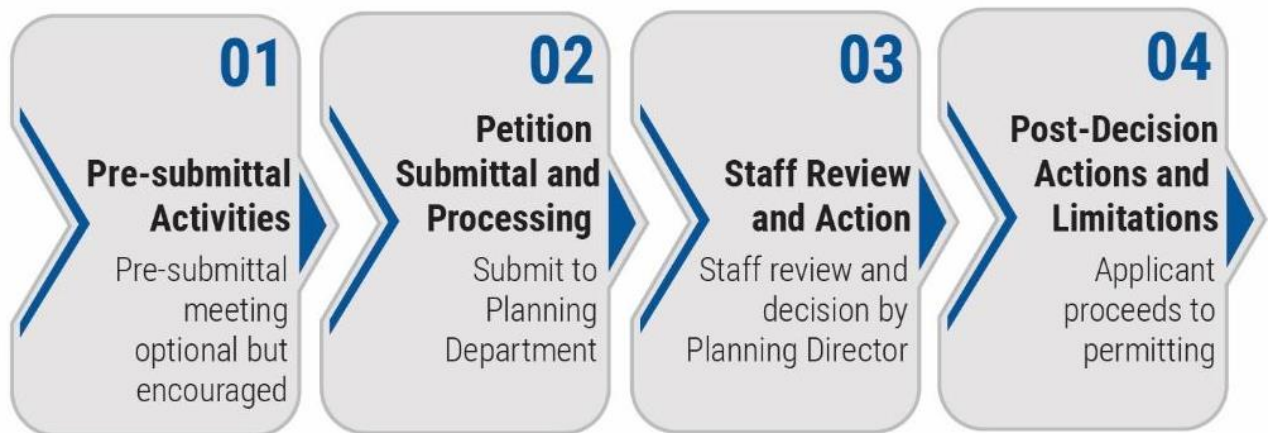 01
Pre-submittal
Activities
Pre-submittal
meeting
optional but
encouraged
02
Petition
Submittal and
Processing
Submit to
Planning
Department
03
Staff Review
and Action
Staff review and
decision by
Planning Director
04
Post-Decision
Actions and
Limitations
Applicant
proceeds to
permitting